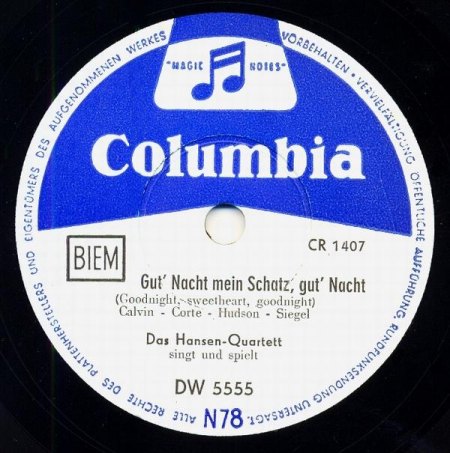 ALLE RECHTE DES PLATTENHERSTELLERS UND EIGENTÜMERS DES AUFGENOMMENEN WERKES VORBEHALTEN • VERVIELFÄLTIGUNG ÖFFENTLICHE AUFFÜHRUNG RUNDFUNKSENDUNG UNTERSAGT.
"MAGIC NOTES"
Columbia
CR 1407
BIEM
Gut' Nacht mein Schatz, gut' Nacht
(Goodnight, sweetheart, goodnight)
Calvin - Corte - Hudson - Siegel
Das Hansen-Quartett
singt und spielt
DW 5555
N78